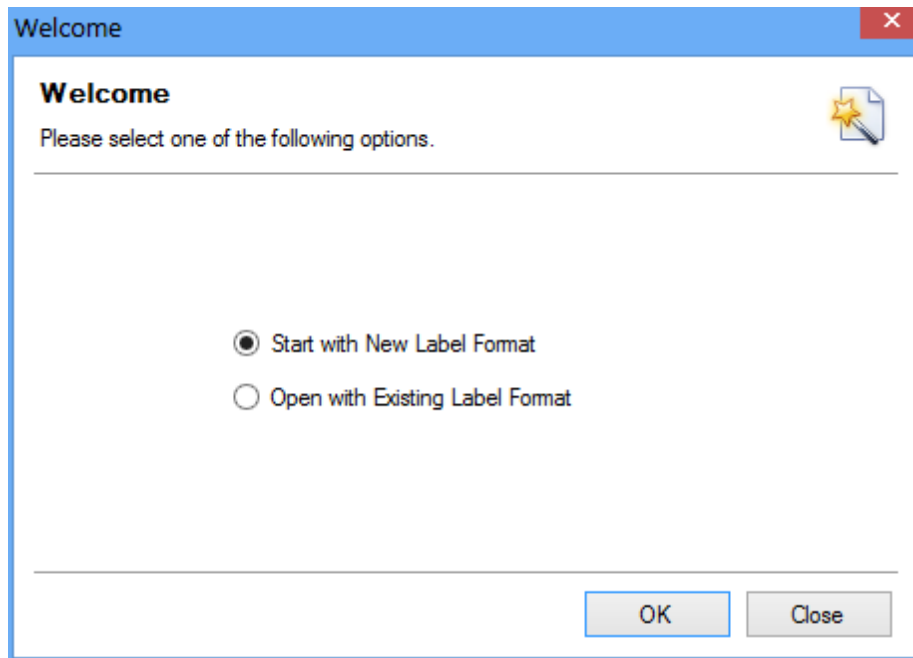 Welcome
Welcome
Please select one of the following options.
Start with New Label Format
Open with Existing Label Format
OK
Close